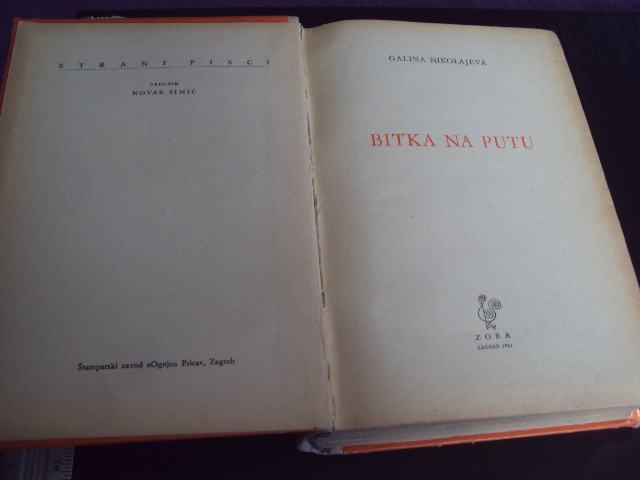 STRANI PISCI
UREDNIK
NOVAK SIMIĆ
Štamparski zavod »Ognjen Prica«, Zagreb
GALINA NIKOLAJEVA
BITKA NA PUTU
ZORA
ZAGREB 1961